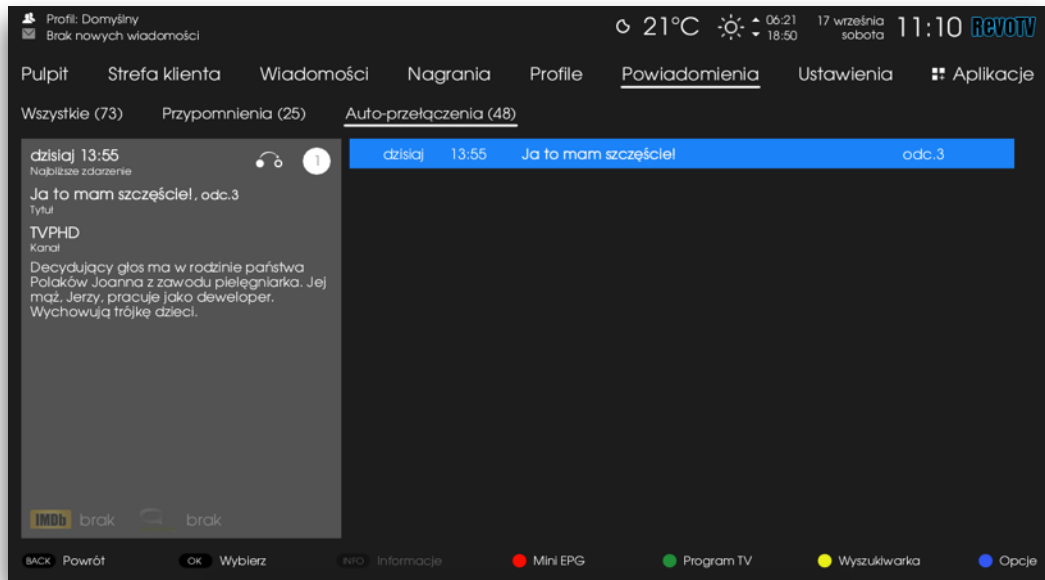 Profil: Domyślny
Brak nowych wiadomości
21°C
06:21
18:50
17 września
sobota
11:10
REVOTV
Pulpit Strefa klienta Wiadomości Nagrania Profile Powiadomienia Ustawienia Aplikacje
Wszystkie (73) Przypomnienia (25) Auto-przełączenia (48)
dzisiaj 13:55
Najbliższe zdarzenie
1
Ja to mam szczęście!, odc.3
Tytuł
TVPHD
Kanał
Decydujący głos ma w rodzinie państwa
Polaków Joanna z zawodu pielęgniarka. Jej
mąż, Jerzy, pracuje jako deweloper.
Wychowują trójkę dzieci.
IMDb brak brak
dzisiaj 13:55 Ja to mam szczęście! odc.3
BACK Powrót OK Wybierz INFO Informacje Mini EPG Program TV Wyszukiwarka Opcje